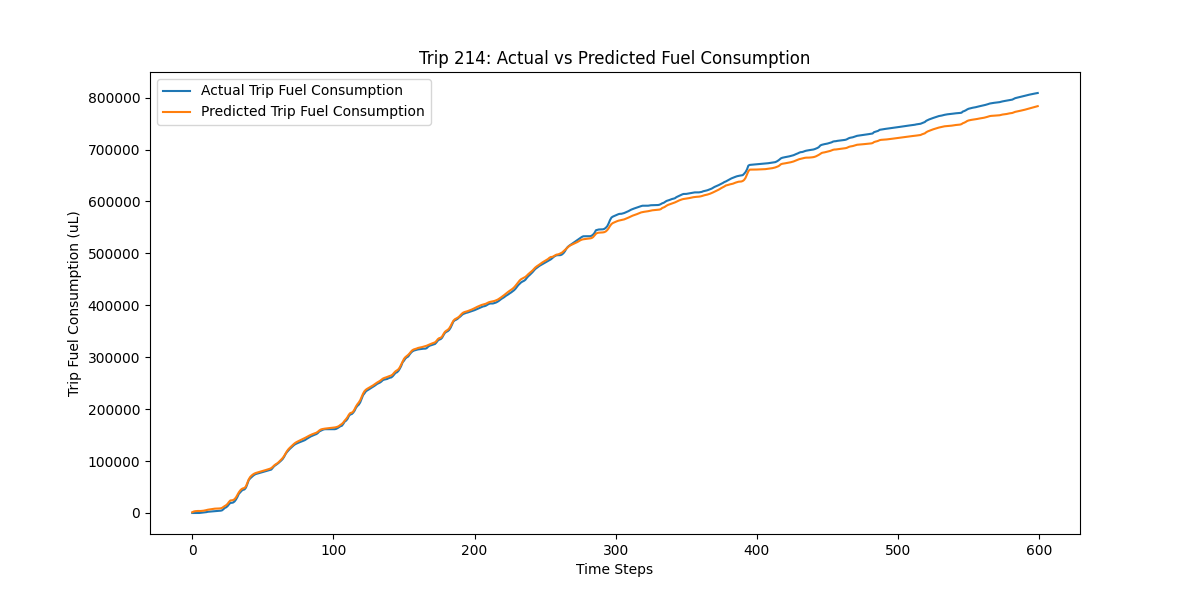 Trip 214: Actual vs Predicted Fuel Consumption
Actual Trip Fuel Consumption
Predicted Trip Fuel Consumption
Trip Fuel Consumption (uL)
800000
700000
600000
500000
400000
300000
200000
100000
0
0 100 200 300 400 500 600
Time Steps